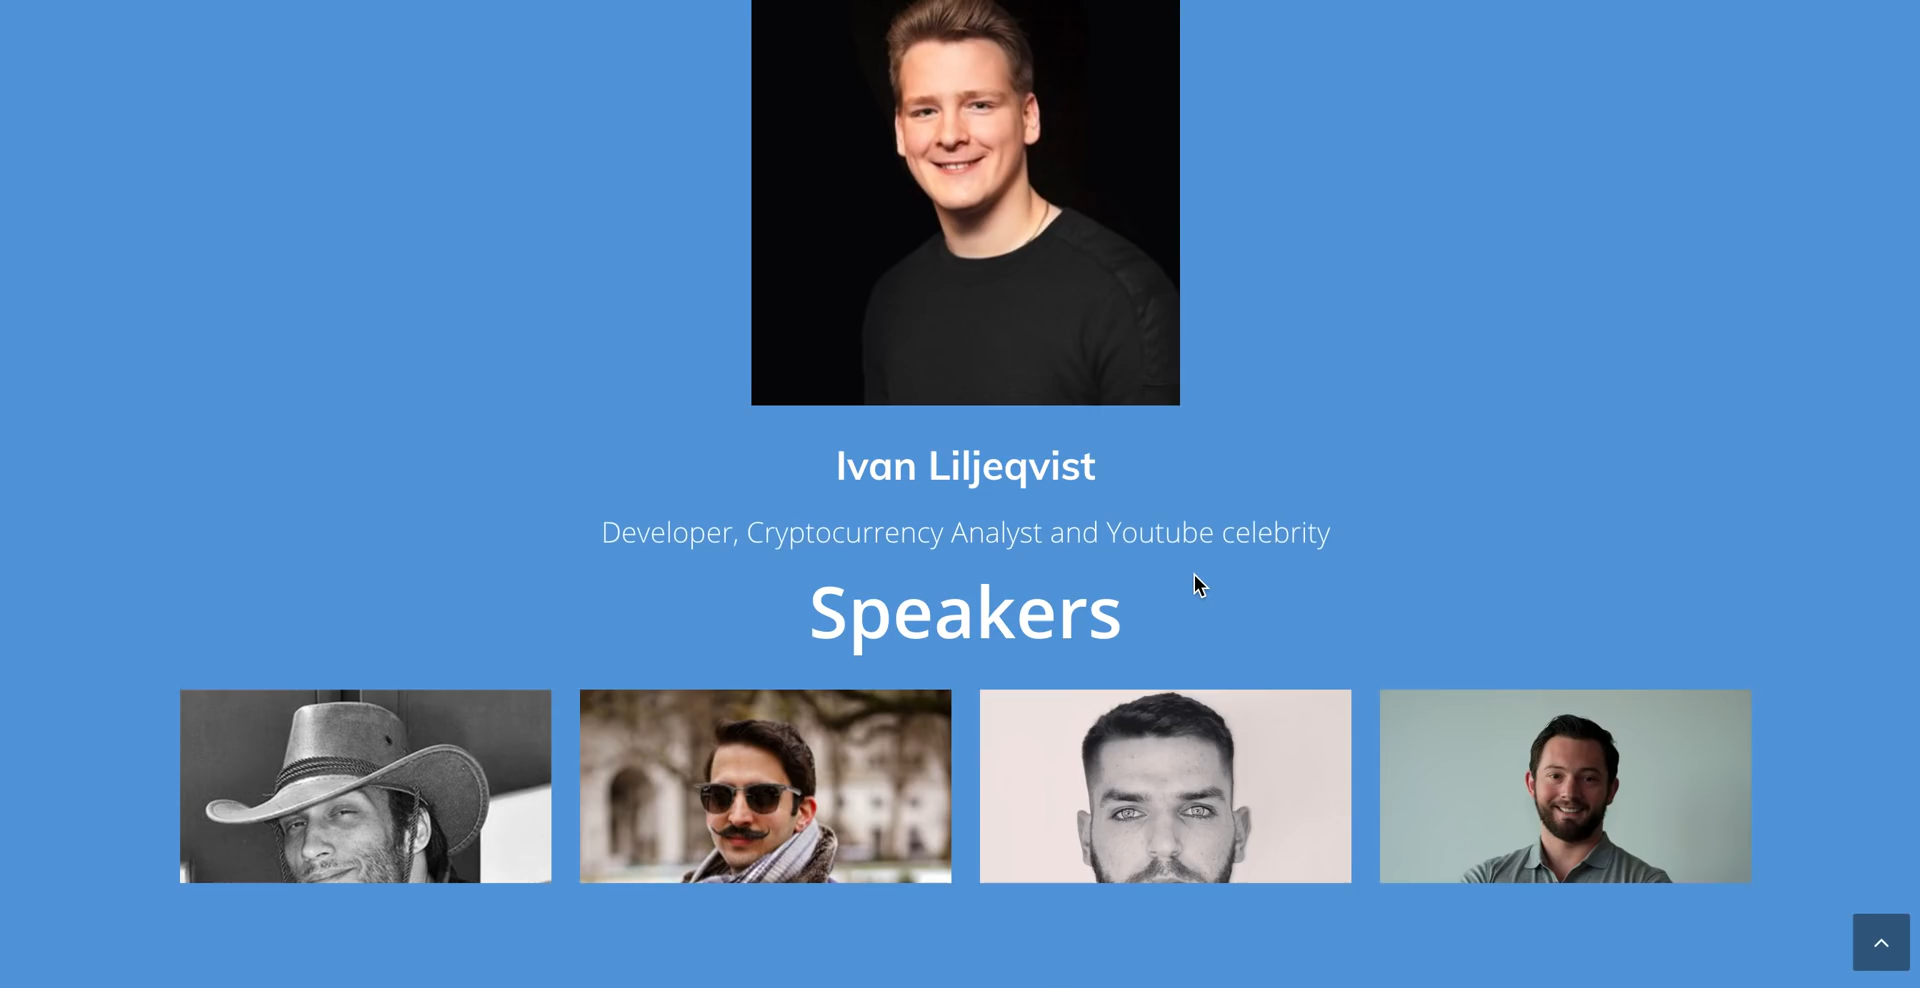 Ivan Liljeqvist
Developer, Cryptocurrency Analyst and Youtube celebrity
Speakers